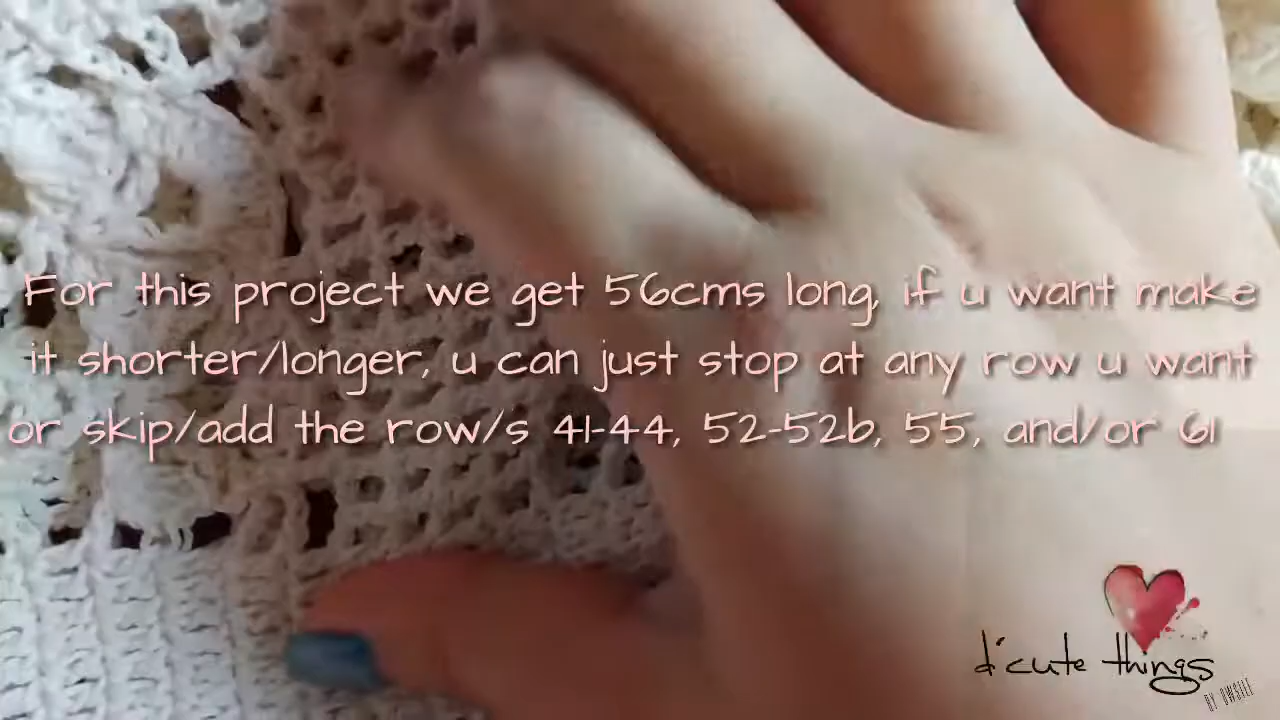 For this project we get 56cms long, if u want make
it shorter/longer, u can just stop at any row u want
or skip/add the row/s 41-44, 52-52b, 55, and/or 61
d'cute things